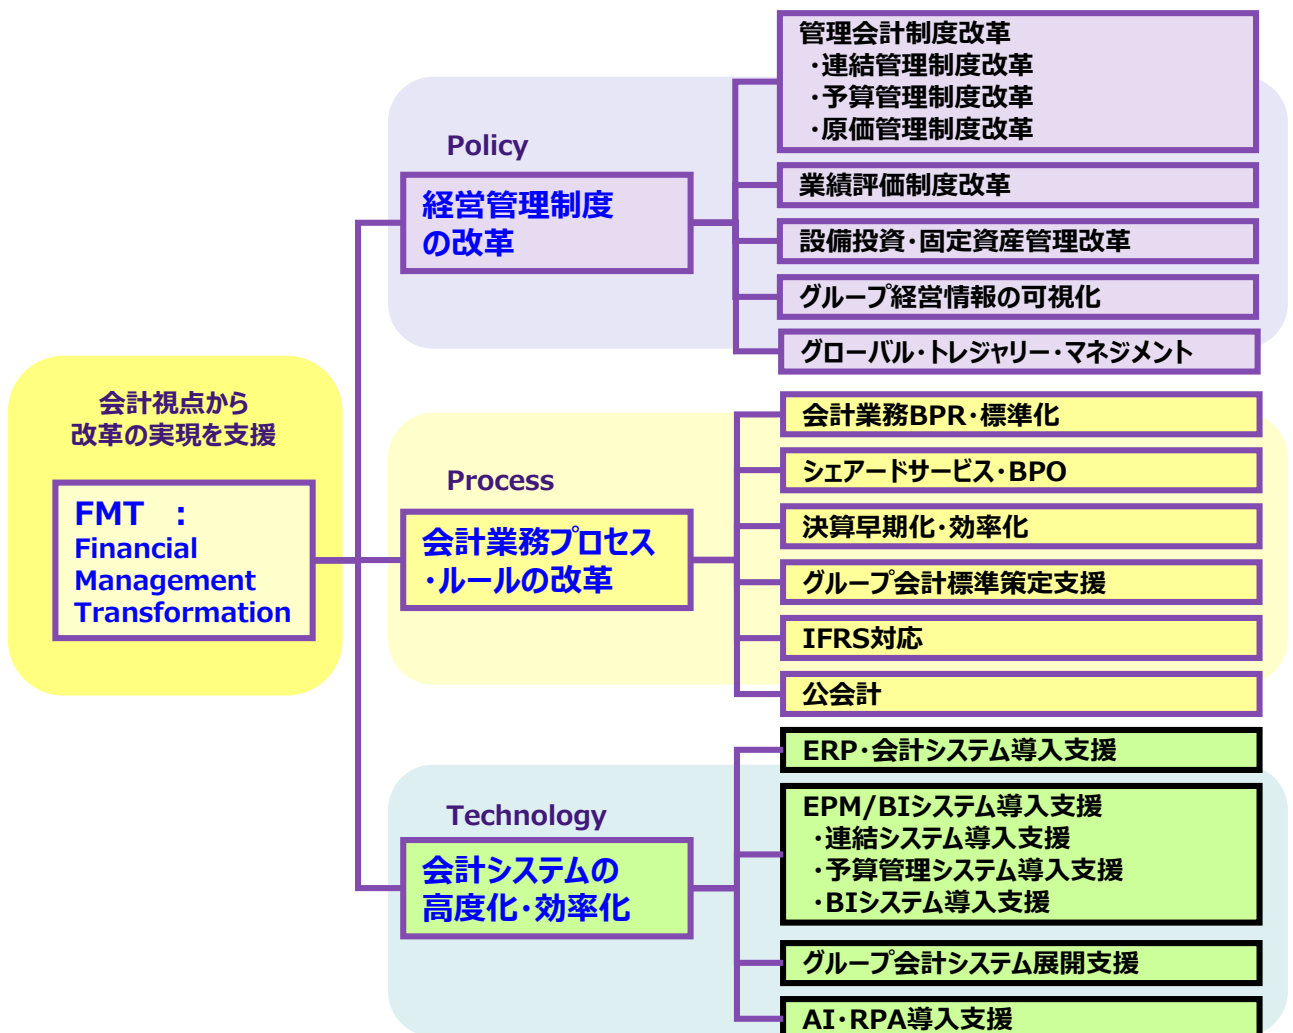 会計視点から
改革の実現を支援
FMT ：
Financial
Management
Transformation
Policy
経営管理制度
の改革
管理会計制度改革
・連結管理制度改革
・予算管理制度改革
・原価管理制度改革
業績評価制度改革
設備投資・固定資産管理改革
グループ経営情報の可視化
グローバル・トレジャリー・マネジメント
Process
会計業務プロセス
・ルールの改革
会計業務BPR・標準化
シェアードサービス・BPO
決算早期化・効率化
グループ会計標準策定支援
IFRS対応
公会計
Technology
会計システムの
高度化・効率化
ERP・会計システム導入支援
EPM/BIシステム導入支援
・連結システム導入支援
・予算管理システム導入支援
・BIシステム導入支援
グループ会計システム展開支援
AI・RPA導入支援